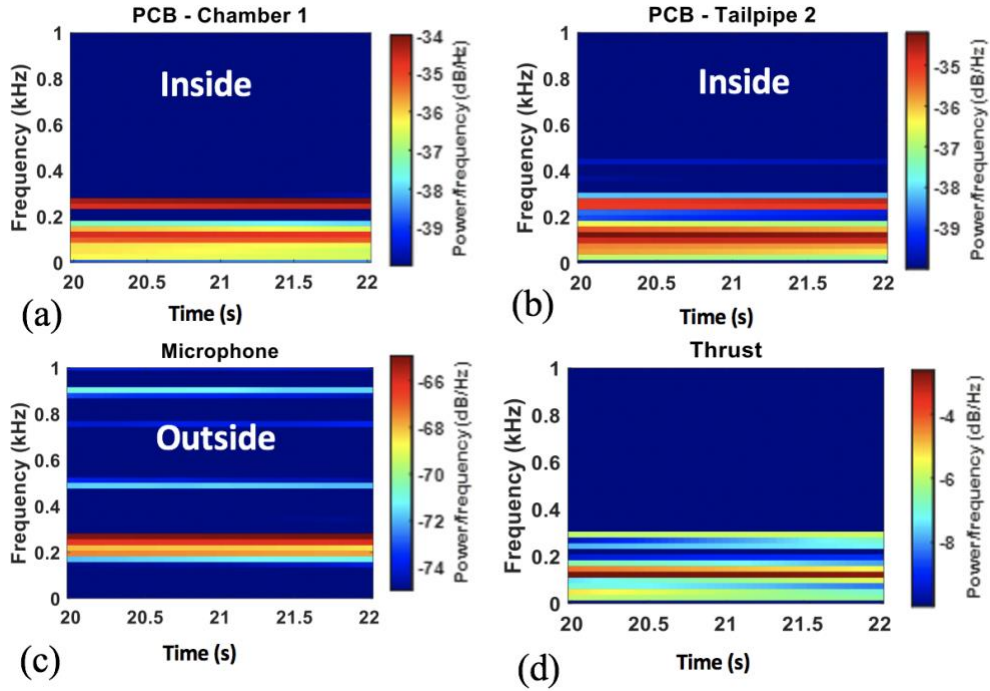 PCB - Chamber 1
Frequency (kHz)
1
0.8
0.6
0.4
0.2
0
Inside
20 20.5 21 21.5 22
Time (s)
-34
-35
-36
-37
-38
-39
Power/frequency (dB/Hz)
(a)
PCB - Tailpipe 2
Frequency (kHz)
1
0.8
0.6
0.4
0.2
0
Inside
20 20.5 21 21.5 22
Time (s)
-35
-36
-37
-38
-39
Power/frequency (dB/Hz)
(b)
Microphone
Frequency (kHz)
1
0.8
0.6
0.4
0.2
0
Outside
20 20.5 21 21.5 22
Time (s)
-66
-68
-70
-72
-74
Power/frequency (dB/Hz)
(c)
Thrust
Frequency (kHz)
1
0.8
0.6
0.4
0.2
0
20 20.5 21 21.5 22
Time (s)
-4
-6
-8
Power/frequency (dB/Hz)
(d)